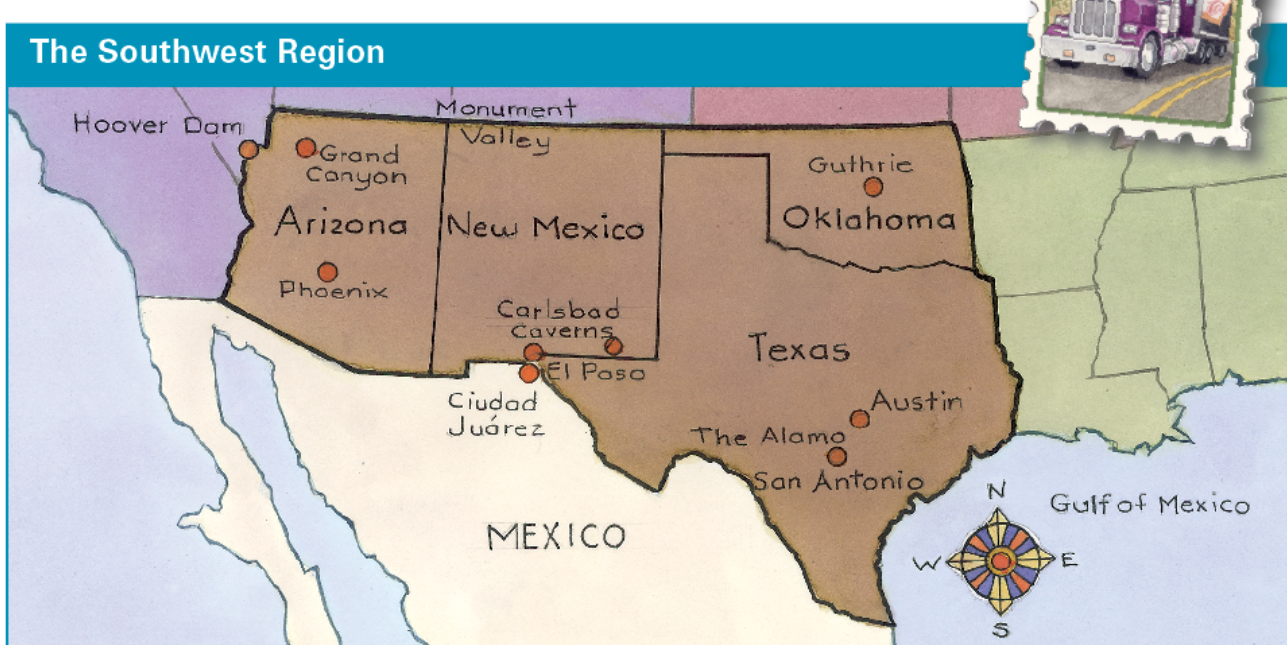 The Southwest Region
Monument
Valley
Hoover Dam
Grand
Canyon
Guthrie
Arizona
New Mexico
Oklahoma
Phoenix
Carlsbad
Caverns
Texas
El Paso
Ciudad
Juárez
Austin
The Alamo
San Antonio
MEXICO
Gulf of Mexico
N
W
E
S